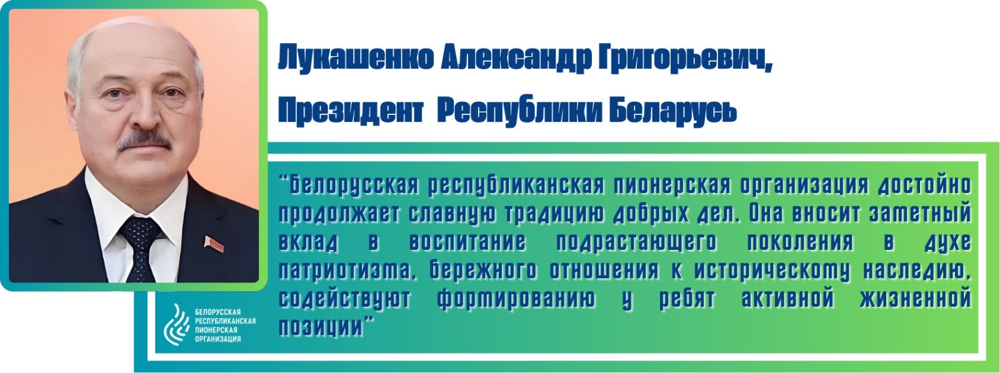 Лукашенко Александр Григорьевич,
Президент Республики Беларусь
“Белорусская республиканская пионерская организация достойно
продолжает славную традицию добрых дел. Она вносит заметный
вклад в воспитание подрастающего поколения в духе
патриотизма, бережного отношения к историческому наследию,
содействуют формированию у ребят активной жизненной
позиции”
БЕЛОРУССКАЯ
РЕСПУБЛИКАНСКАЯ
ПИОНЕРСКАЯ
ОРГАНИЗАЦИЯ